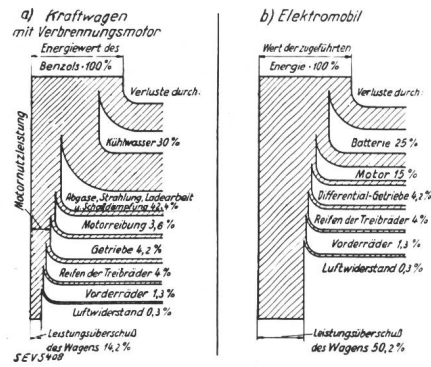 a) Kraftwagen
mit Verbrennungsmotor
Energiewert des
Benzols·100%
Verluste durch:
Kühlwasser 30%
Motornutzleistung
Abgase, Strahlung, Ladearbeit
u. Schalldämpfung 42,4%
Motorreibung 3,6%
Getriebe 4,2%
Reifen der Treibräder 4%
Vorderräder 1,3%
Luftwiderstand 0,3%
Leistungsüberschuß
des Wagens 14,2%
SEV5408
b) Elektromobil
Wert der zugeführten
Energie·100%
Verluste durch:
Batterie 25%
Motor 15%
Differential-Getriebe 4,2%
Reifen der Treibräder 4%
Vorderräder 1,3%
Luftwiderstand 0,3%
Leistungsüberschuß
des Wagens 50,2%